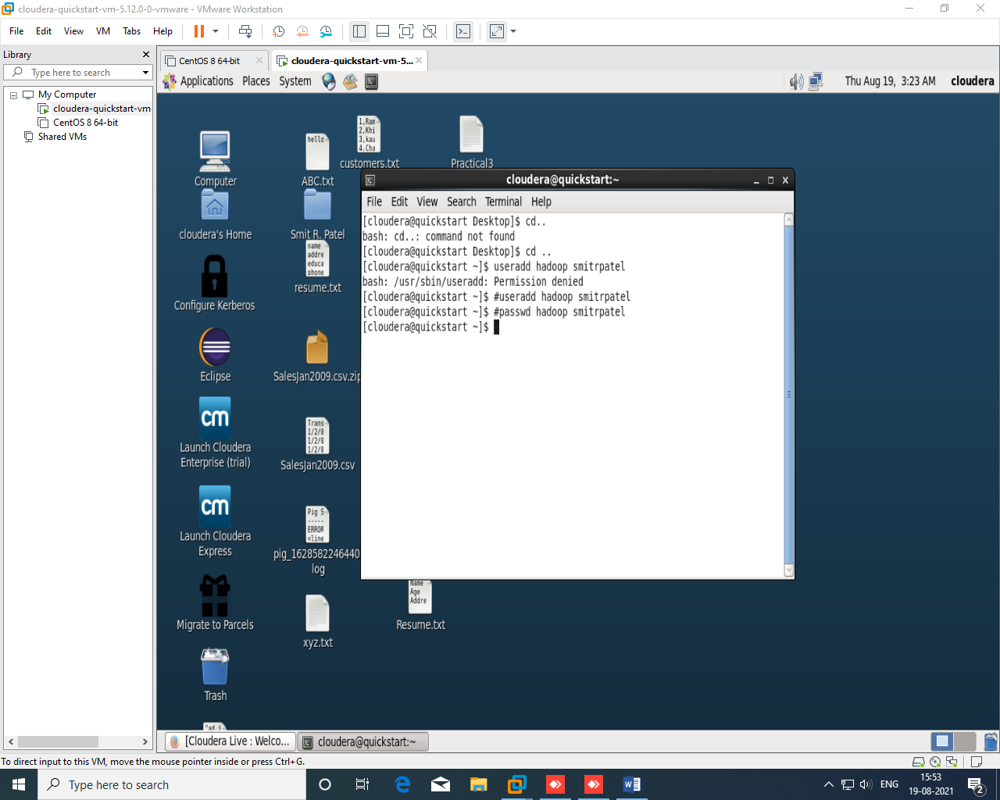 cloudera-quickstart-vm-5.12.0-0-vmware - VMware Workstation
File Edit View VM Tabs Help
Library
Type here to search
My Computer
cloudera-quickstart-vm
CentOS 8 64-bit
Shared VMs
CentOS 8 64-bit
cloudera-quickstart-vm-5...
Applications Places System
Thu Aug 19, 3:23 AM cloudera
Computer
cloudera's Home
Configure Kerberos
Eclipse
cm
Launch Cloudera
Enterprise (trial)
cm
Launch Cloudera
Express
Migrate to Parcels
Trash
"ad i
hello
ABC.txt
Smit R. Patel
name
addre
educa
phone
resume.txt
SalesJan2009.csv.zip
Trans
1/2/0
1/2/0
1/2/0
SalesJan2009.csv
Pig S
-----
ERROR
<line
pig_1628582246440
log
xyz.txt
1,Ram
2,Khi
3,kau
4.Cha
customers.txt
Practical3
Name
Age
Addre
Resume.txt
cloudera@quickstart:~
File Edit View Search Terminal Help
[cloudera@quickstart Desktop]$ cd..
bash: cd..: command not found
[cloudera@quickstart Desktop]$ cd ..
[cloudera@quickstart ~]$ useradd hadoop smitrpatel
bash: /usr/sbin/useradd: Permission denied
[cloudera@quickstart ~]$ #useradd hadoop smitrpatel
[cloudera@quickstart ~]$ #passwd hadoop smitrpatel
[cloudera@quickstart ~]$
[Cloudera Live : Welco...
cloudera@quickstart:~
To direct input to this VM, move the mouse pointer inside or press Ctrl+G.
Type here to search
ENG
15:53
19-08-2021
2